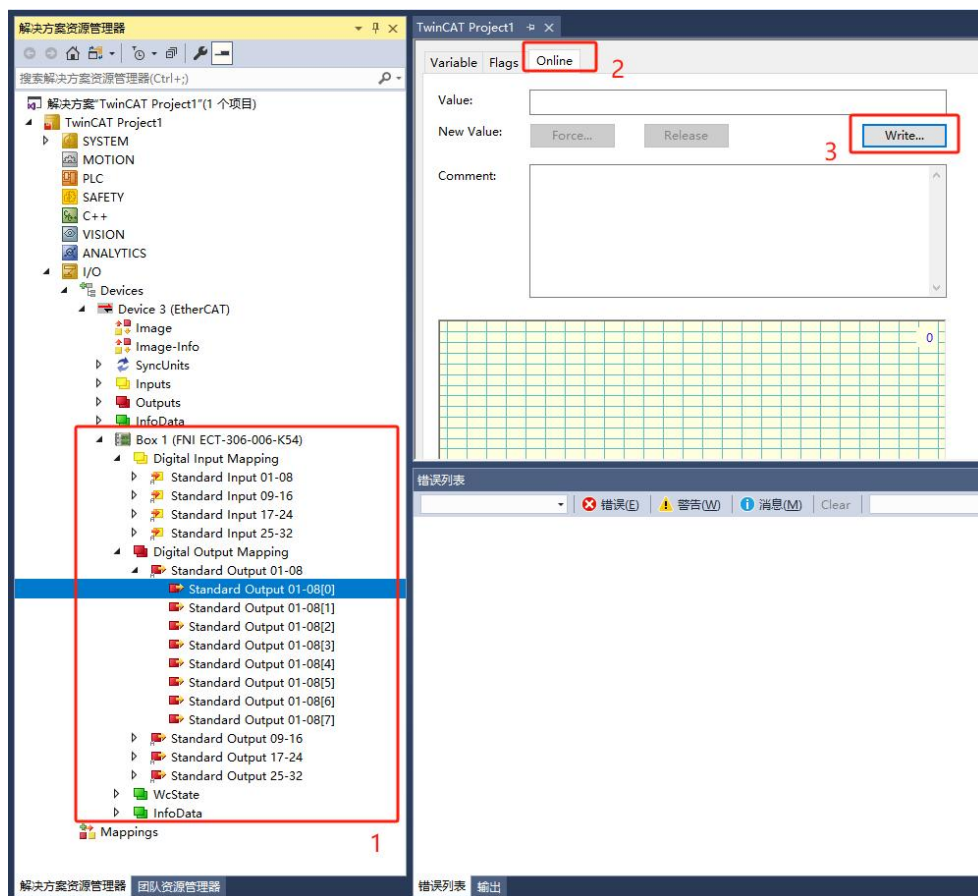 解决方案资源管理器
搜索解决方案资源管理器(Ctrl+;)
解决方案"TwinCAT Project1"(1 个项目)
TwinCAT Project1
SYSTEM
MOTION
PLC
SAFETY
C++
VISION
ANALYTICS
I/O
Devices
Device 3 (EtherCAT)
Image
Image-Info
SyncUnits
Inputs
Outputs
InfoData
Box 1 (FNI ECT-306-006-K54)
Digital Input Mapping
Standard Input 01-08
Standard Input 09-16
Standard Input 17-24
Standard Input 25-32
Digital Output Mapping
Standard Output 01-08
Standard Output 01-08[0]
Standard Output 01-08[1]
Standard Output 01-08[2]
Standard Output 01-08[3]
Standard Output 01-08[4]
Standard Output 01-08[5]
Standard Output 01-08[6]
Standard Output 01-08[7]
Standard Output 09-16
Standard Output 17-24
Standard Output 25-32
WcState
InfoData
Mappings
1
解决方案资源管理器 团队资源管理器
TwinCAT Project1
Variable Flags Online
2
Value:
New Value: Force... Release Write...
3
Comment:
0
错误列表
错误(E) 警告(W) 消息(M) Clear
错误列表 输出